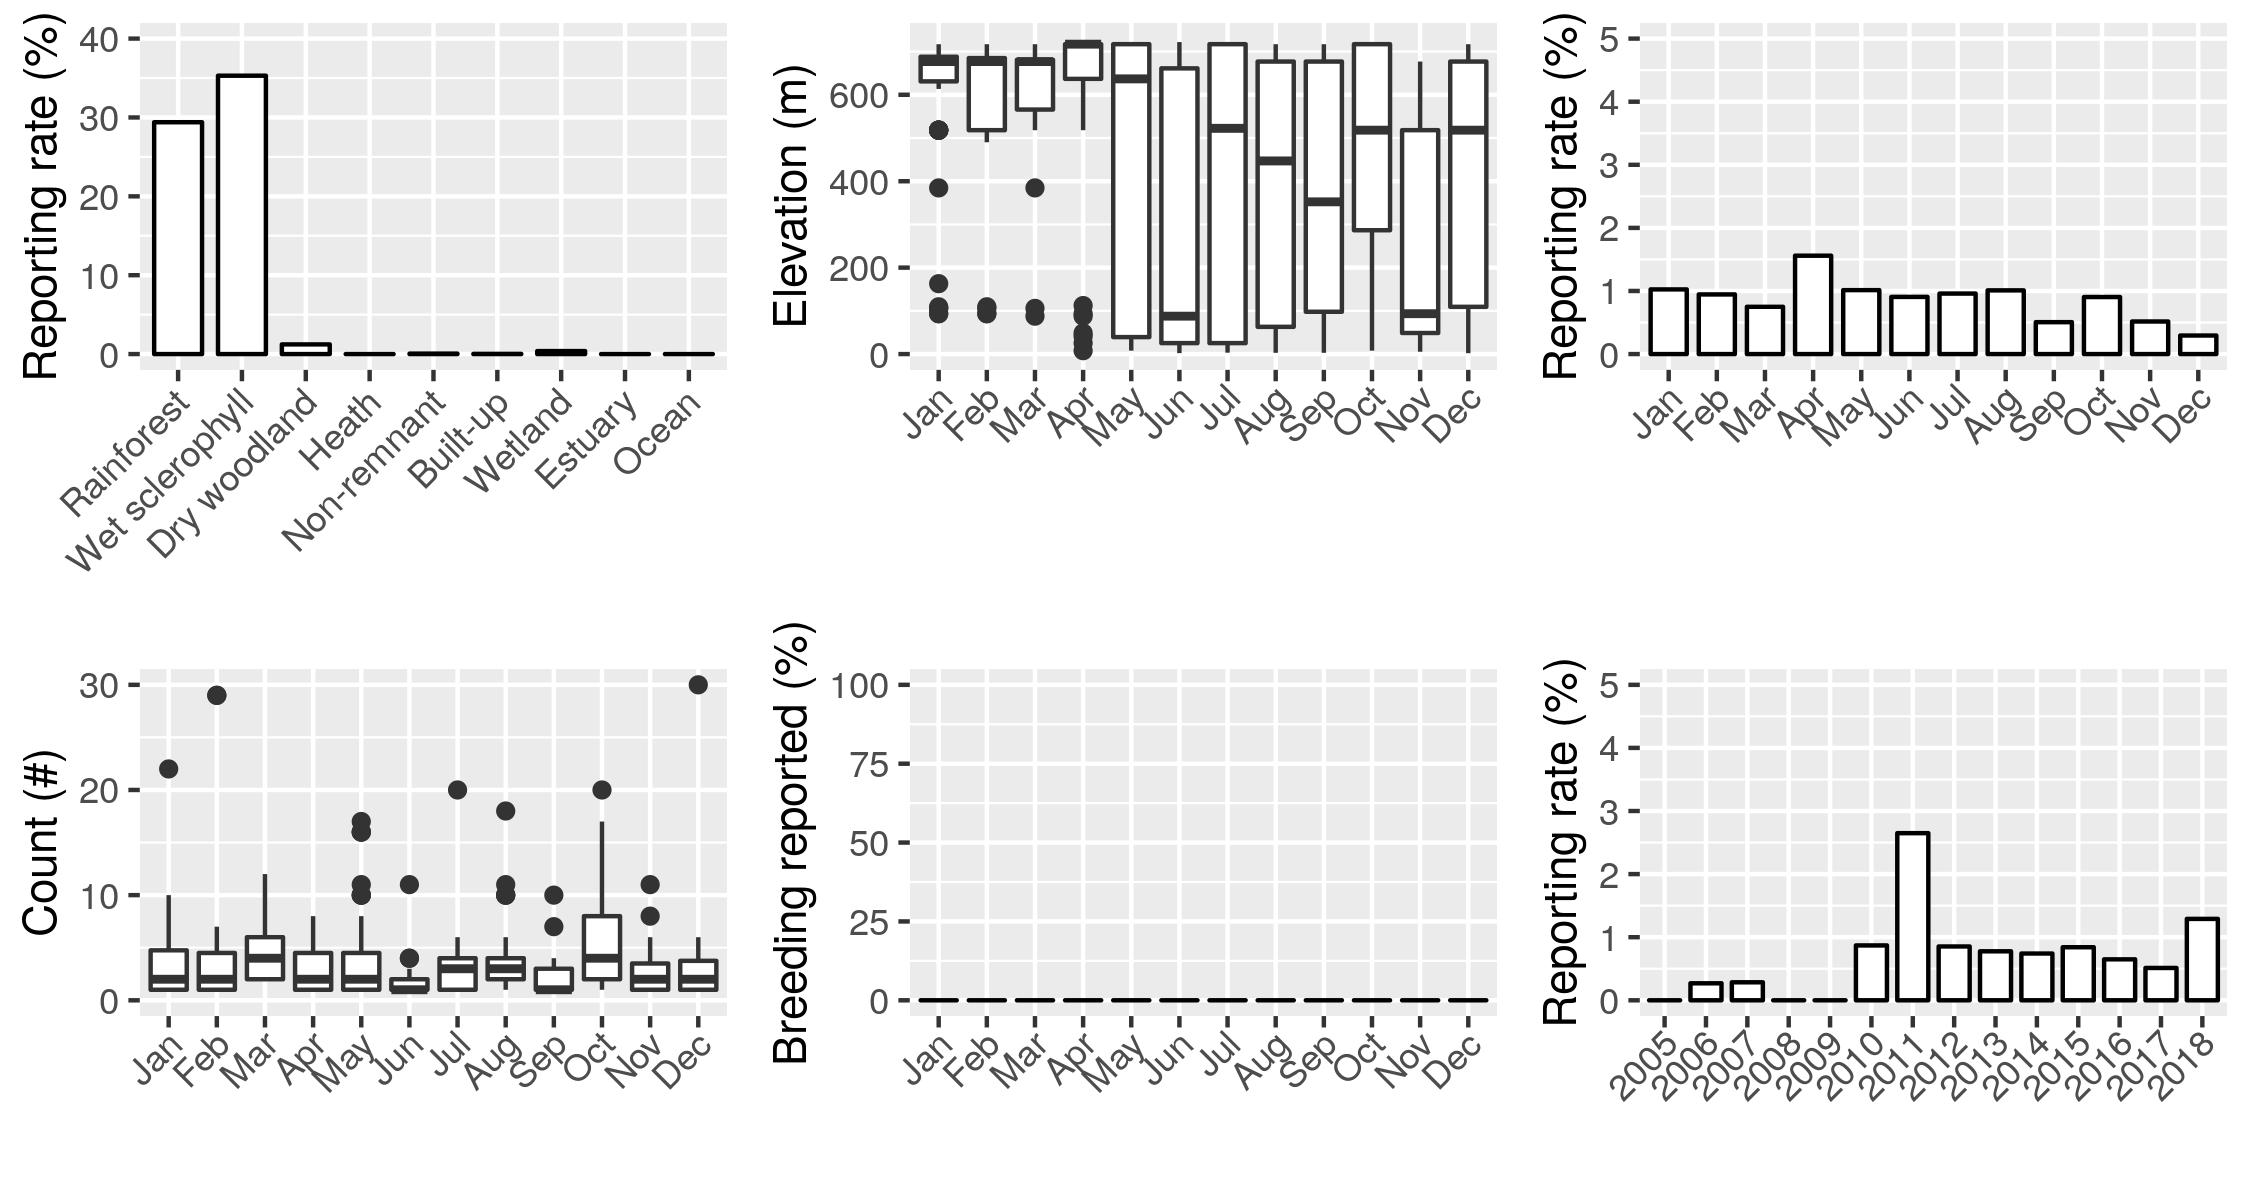 Reporting rate (%)
40
30
20
10
0
Rainforest
Wet sclerophyll
Dry woodland
Heath
Non-remnant
Built-up
Wetland
Estuary
Ocean
Elevation (m)
600
400
200
0
Jan
Feb
Mar
Apr
May
Jun
Jul
Aug
Sep
Oct
Nov
Dec
Reporting rate (%)
5
4
3
2
1
0
Jan
Feb
Mar
Apr
May
Jun
Jul
Aug
Sep
Oct
Nov
Dec
Count (#)
30
20
10
0
Jan
Feb
Mar
Apr
May
Jun
Jul
Aug
Sep
Oct
Nov
Dec
Breeding reported (%)
100
75
50
25
0
Jan
Feb
Mar
Apr
May
Jun
Jul
Aug
Sep
Oct
Nov
Dec
Reporting rate (%)
5
4
3
2
1
0
2005
2006
2007
2008
2009
2010
2011
2012
2013
2014
2015
2016
2017
2018